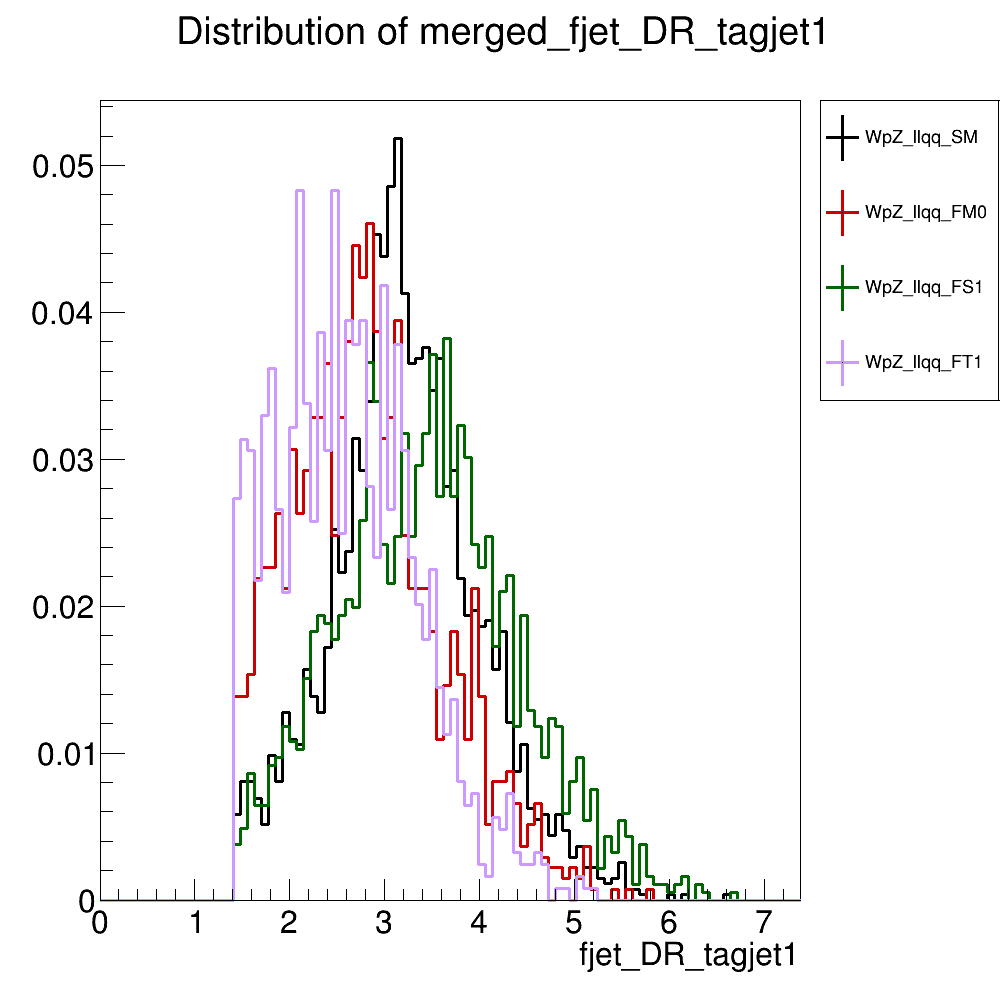 Distribution of merged_fjet_DR_tagjet1
0.05
0.04
0.03
0.02
0.01
0
0 1 2 3 4 5 6 7
fjet_DR_tagjet1
WpZ_llqq_SM
WpZ_llqq_FM0
WpZ_llqq_FS1
WpZ_llqq_FT1